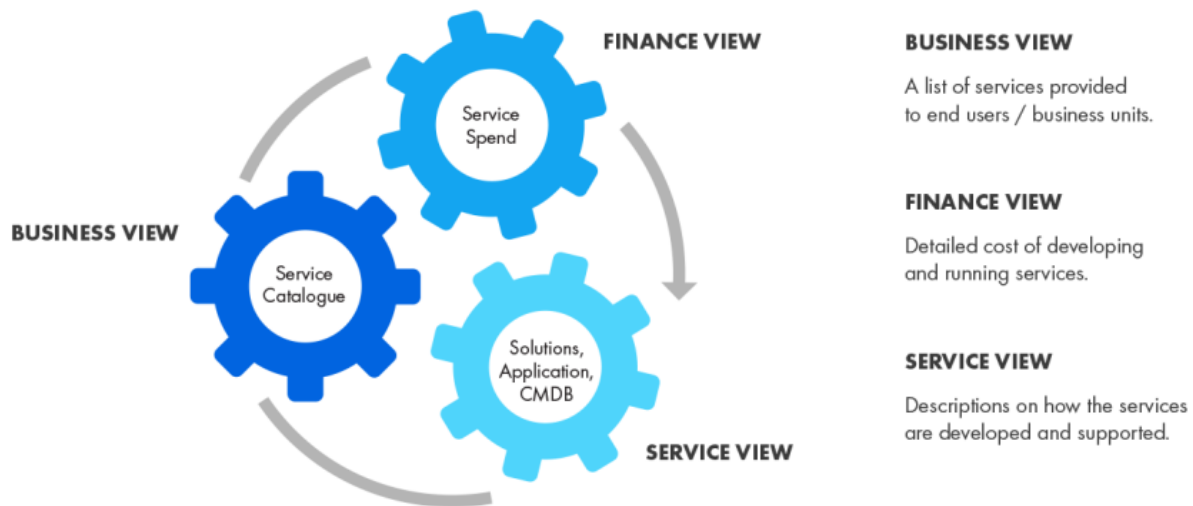 FINANCE VIEW
Service
Spend
BUSINESS VIEW
Service
Catalogue
Solutions,
Application,
CMDB
SERVICE VIEW
BUSINESS VIEW
A list of services provided
to end users / business units.
FINANCE VIEW
Detailed cost of developing
and running services.
SERVICE VIEW
Descriptions on how the services
are developed and supported.